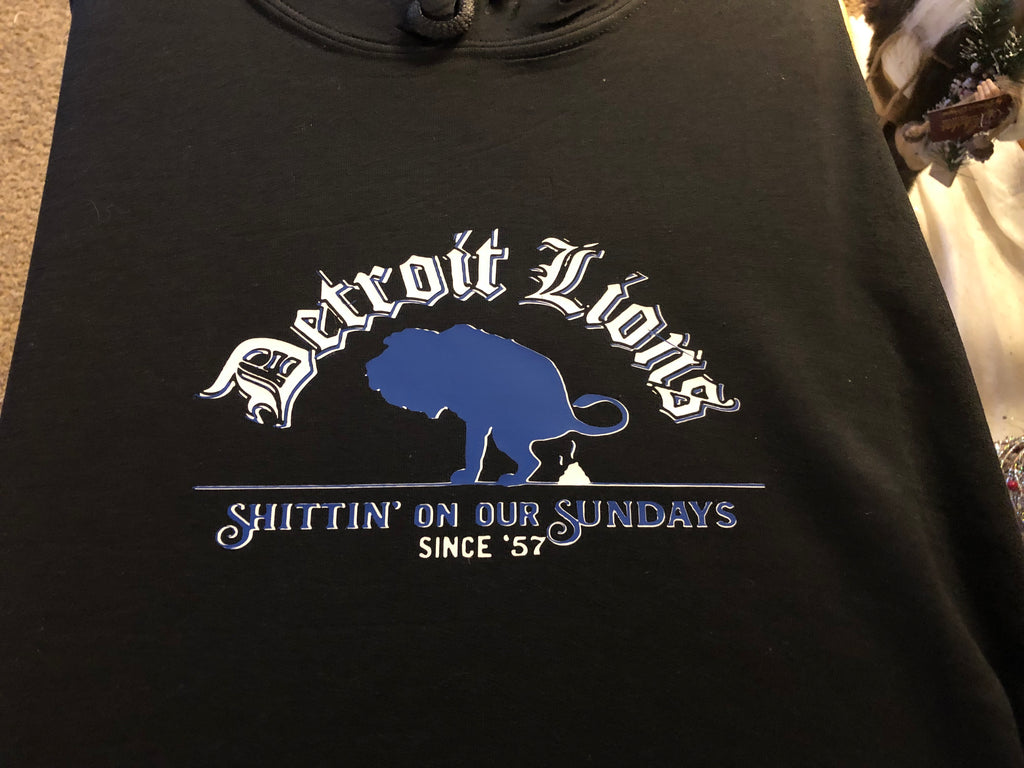 Detroit Lions
SHITTIN' ON OUR SUNDAYS
SINCE '57